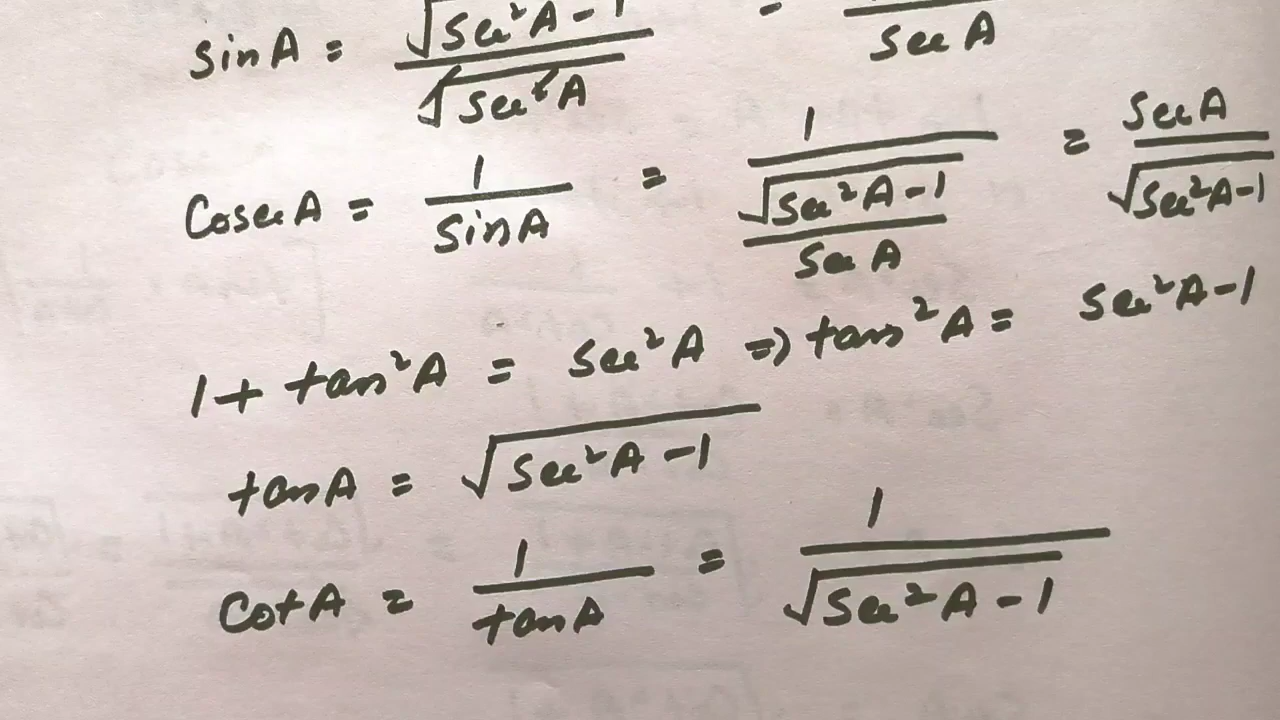 sinA = √(sec²A-1) / √(sec²A) = / secA
CosecA = 1 / sinA = 1 / (√(sec²A-1) / secA) = secA / √(sec²A-1)
1 + tan²A = sec²A ⇒ tan²A = sec²A-1
tanA = √(sec²A-1)
CotA = 1 / tanA = 1 / √(sec²A-1)